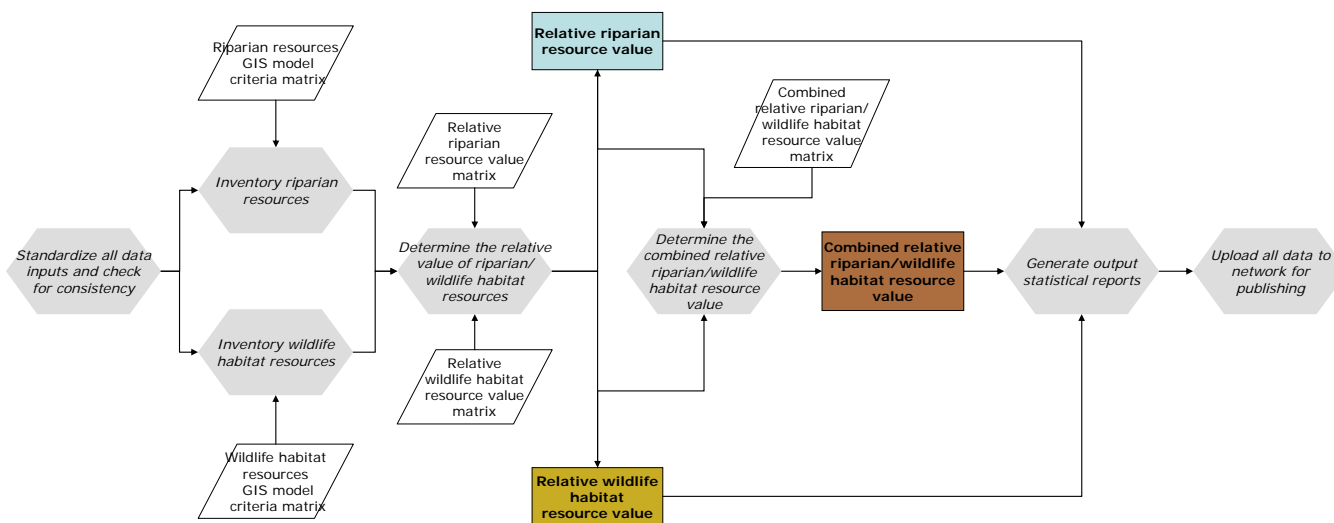 Riparian resources
GIS model
criteria matrix
Relative riparian
resource value
Combined
relative riparian/
wildlife habitat
resource value
matrix
Relative
riparian
resource value
matrix
Inventory riparian
resources
Standardize all data
inputs and check
for consistency
Determine the relative
value of riparian/
wildlife habitat
resources
Determine the
combined relative
riparian/wildlife
habitat resource
value
Combined relative
riparian/wildlife
habitat resource
value
Generate output
statistical reports
Upload all data to
network for
publishing
Inventory wildlife
habitat resources
Relative
wildlife habitat
resource value
matrix
Wildlife habitat
resources
GIS model
criteria matrix
Relative wildlife
habitat
resource value